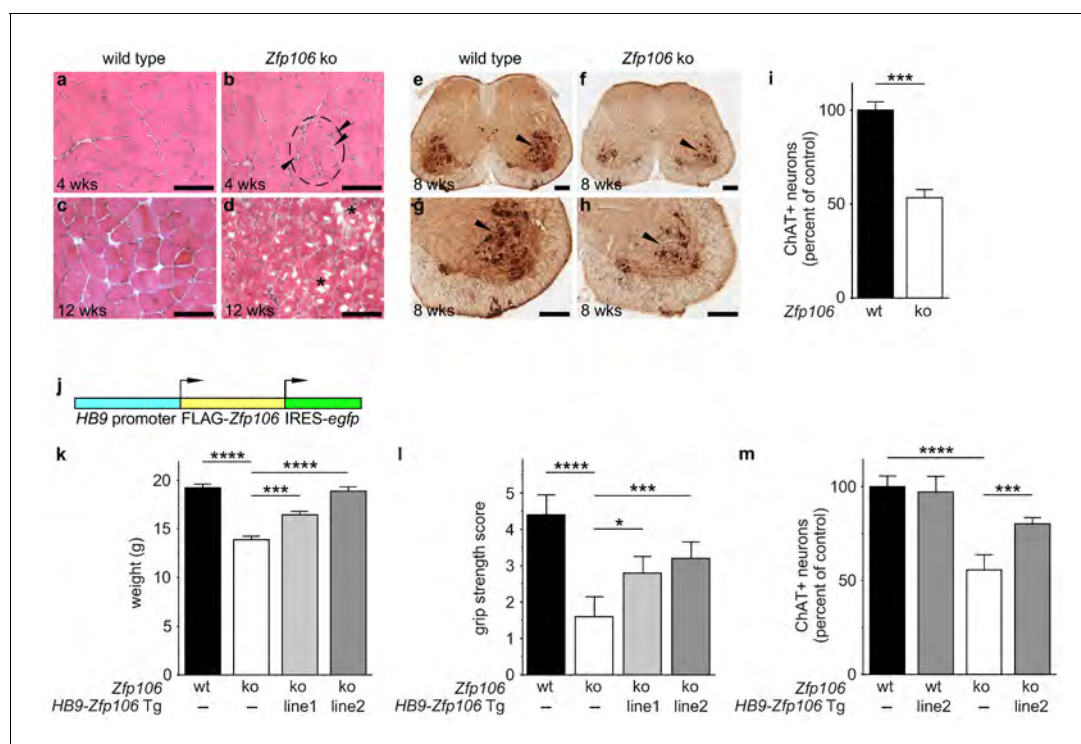 wild type Zfp106 ko wild type Zfp106 ko
a b e f i
4 wks 4 wks 8 wks 8 wks
c d g h
12 wks * * 12 wks 8 wks 8 wks
***
100
50
0
ChAT+ neurons
(percent of control)
Zfp106 wt ko
j
HB9 promoter FLAG-Zfp106 IRES-egfp
k
**** ****
***
20
15
10
5
0
weight (g)
Zfp106 wt ko ko ko
HB9-Zfp106 Tg – – line1 line2
l
**** ***
*
5
4
3
2
1
0
grip strength score
Zfp106 wt ko ko ko
HB9-Zfp106 Tg – – line1 line2
m
****
***
100
50
0
ChAT+ neurons
(percent of control)
Zfp106 wt wt ko ko
HB9-Zfp106 Tg – line2 – line2